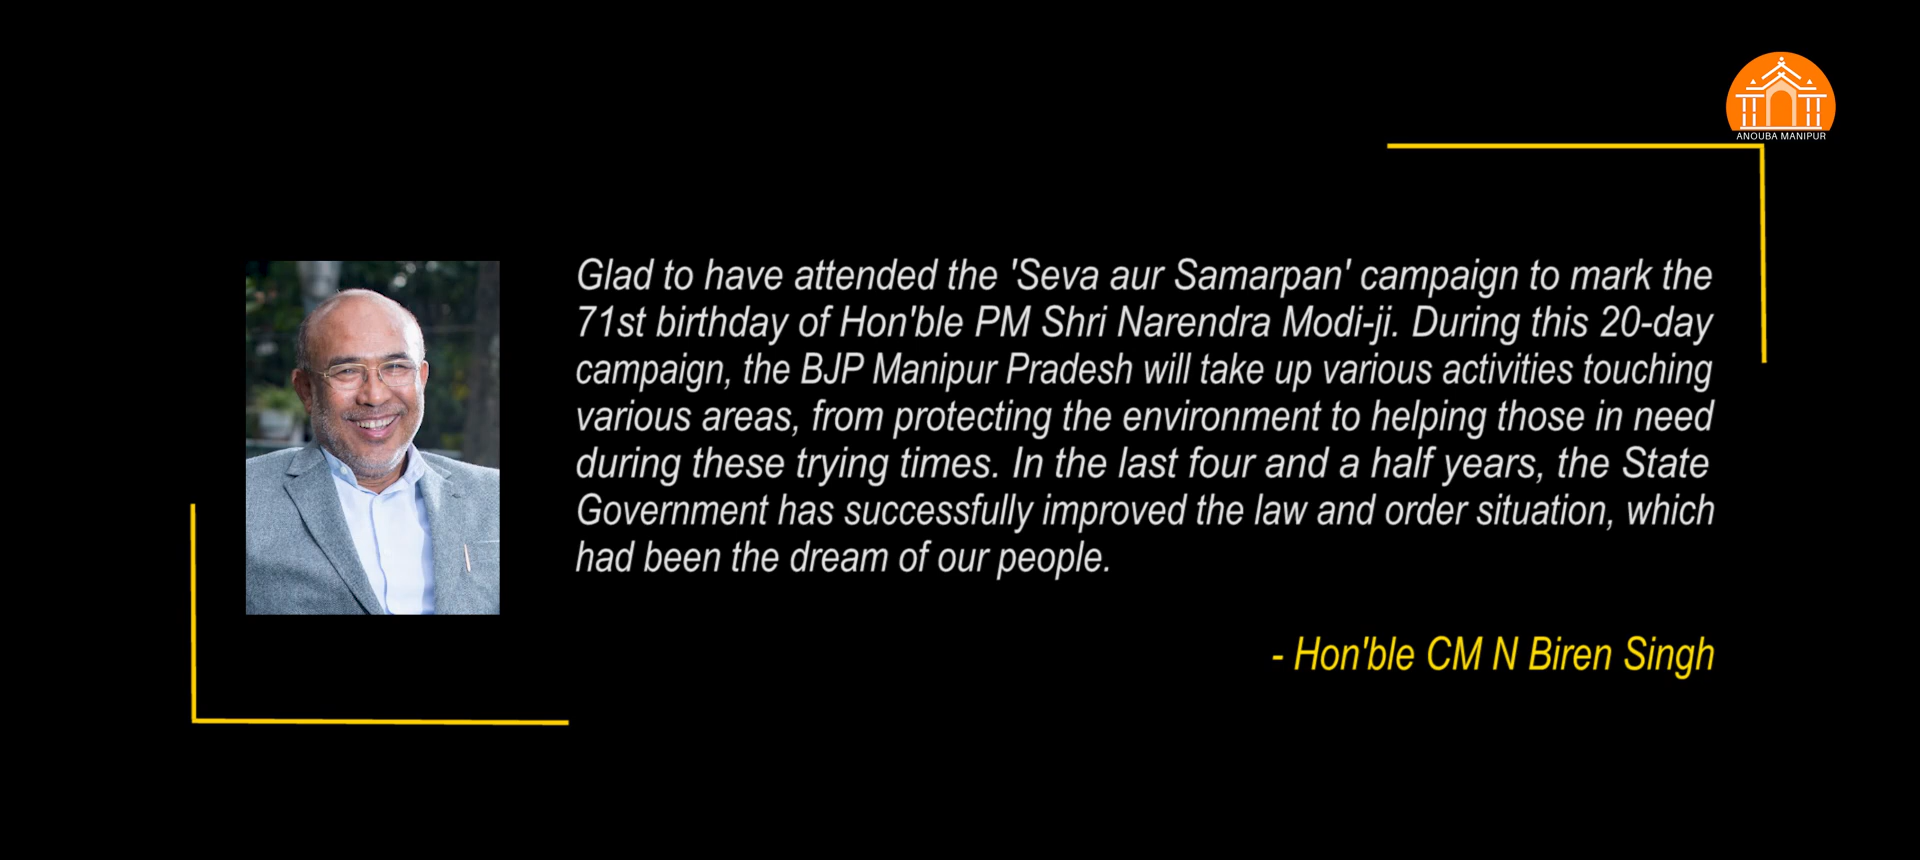 ANOUBA MANIPUR
Glad to have attended the 'Seva aur Samarpan' campaign to mark the
71st birthday of Hon'ble PM Shri Narendra Modi-ji. During this 20-day
campaign, the BJP Manipur Pradesh will take up various activities touching
various areas, from protecting the environment to helping those in need
during these trying times. In the last four and a half years, the State
Government has successfully improved the law and order situation, which
had been the dream of our people.
- Hon'ble CM N Biren Singh